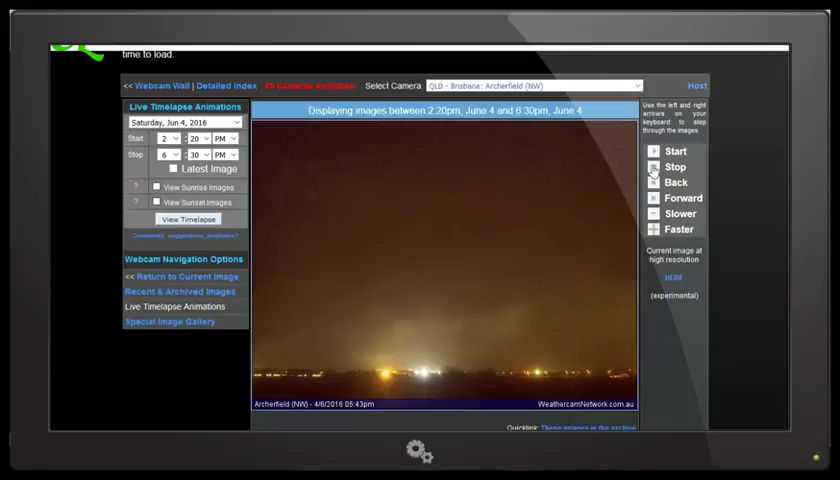 time to load.
<< Webcam Wall | Detailed Index
Cameras Available!
Select Camera:
QLD - Brisbane: Archerfield (NW)
Host
Live Timelapse Animations
Saturday, Jun 4, 2016
Start 2 : 20 PM
Stop 6 : 30 PM
Latest Image
? View Sunrise Images
? View Sunset Images
View Timelapse
Comments, suggestions, problems?
Webcam Navigation Options
<< Return to Current Image
Recent & Archived Images
Live Timelapse Animations
Special Image Gallery
Displaying images between 2:20pm, June 4 and 6:30pm, June 4
Archerfield (NW) - 4/6/2016 05:43pm
WeathercamNetwork.com.au
Quicklink: These images in the archive
Use the left and right
arrows on your
keyboard to step
through the images
Start
Stop
Back
Forward
Slower
Faster
Current image at
high resolution
HERE
(experimental)